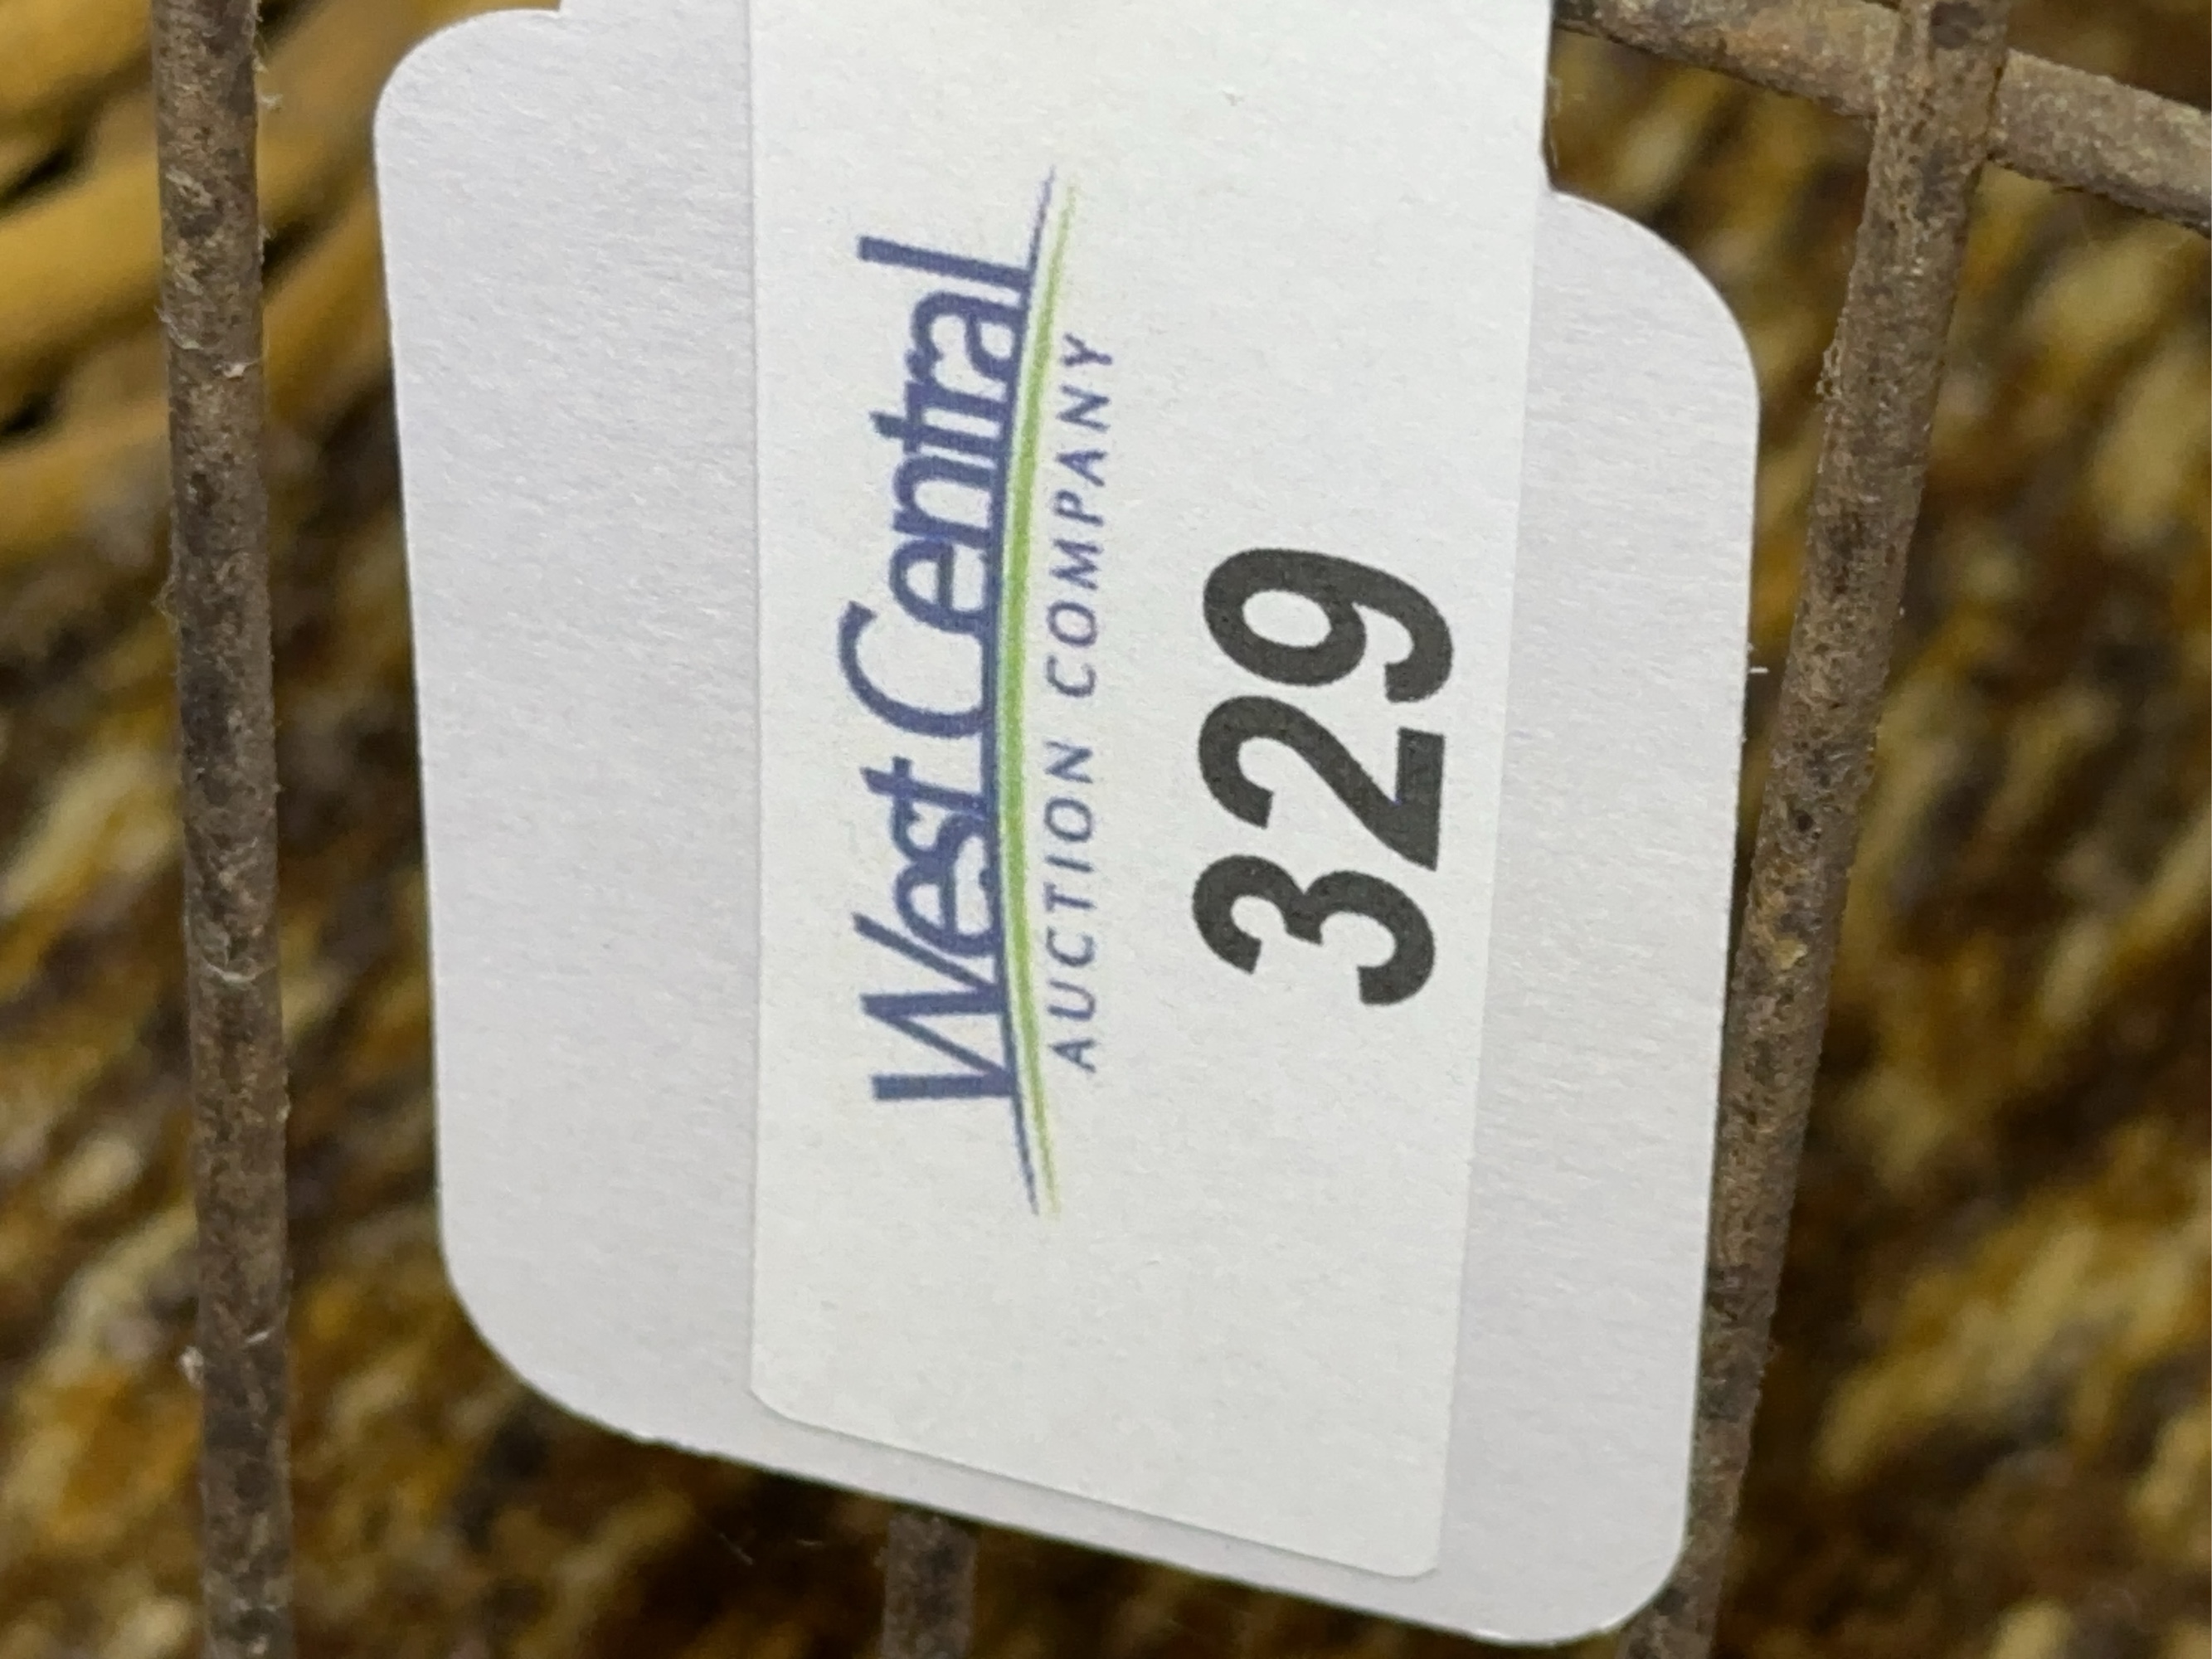 West Central
AUCTION COMPANY
329